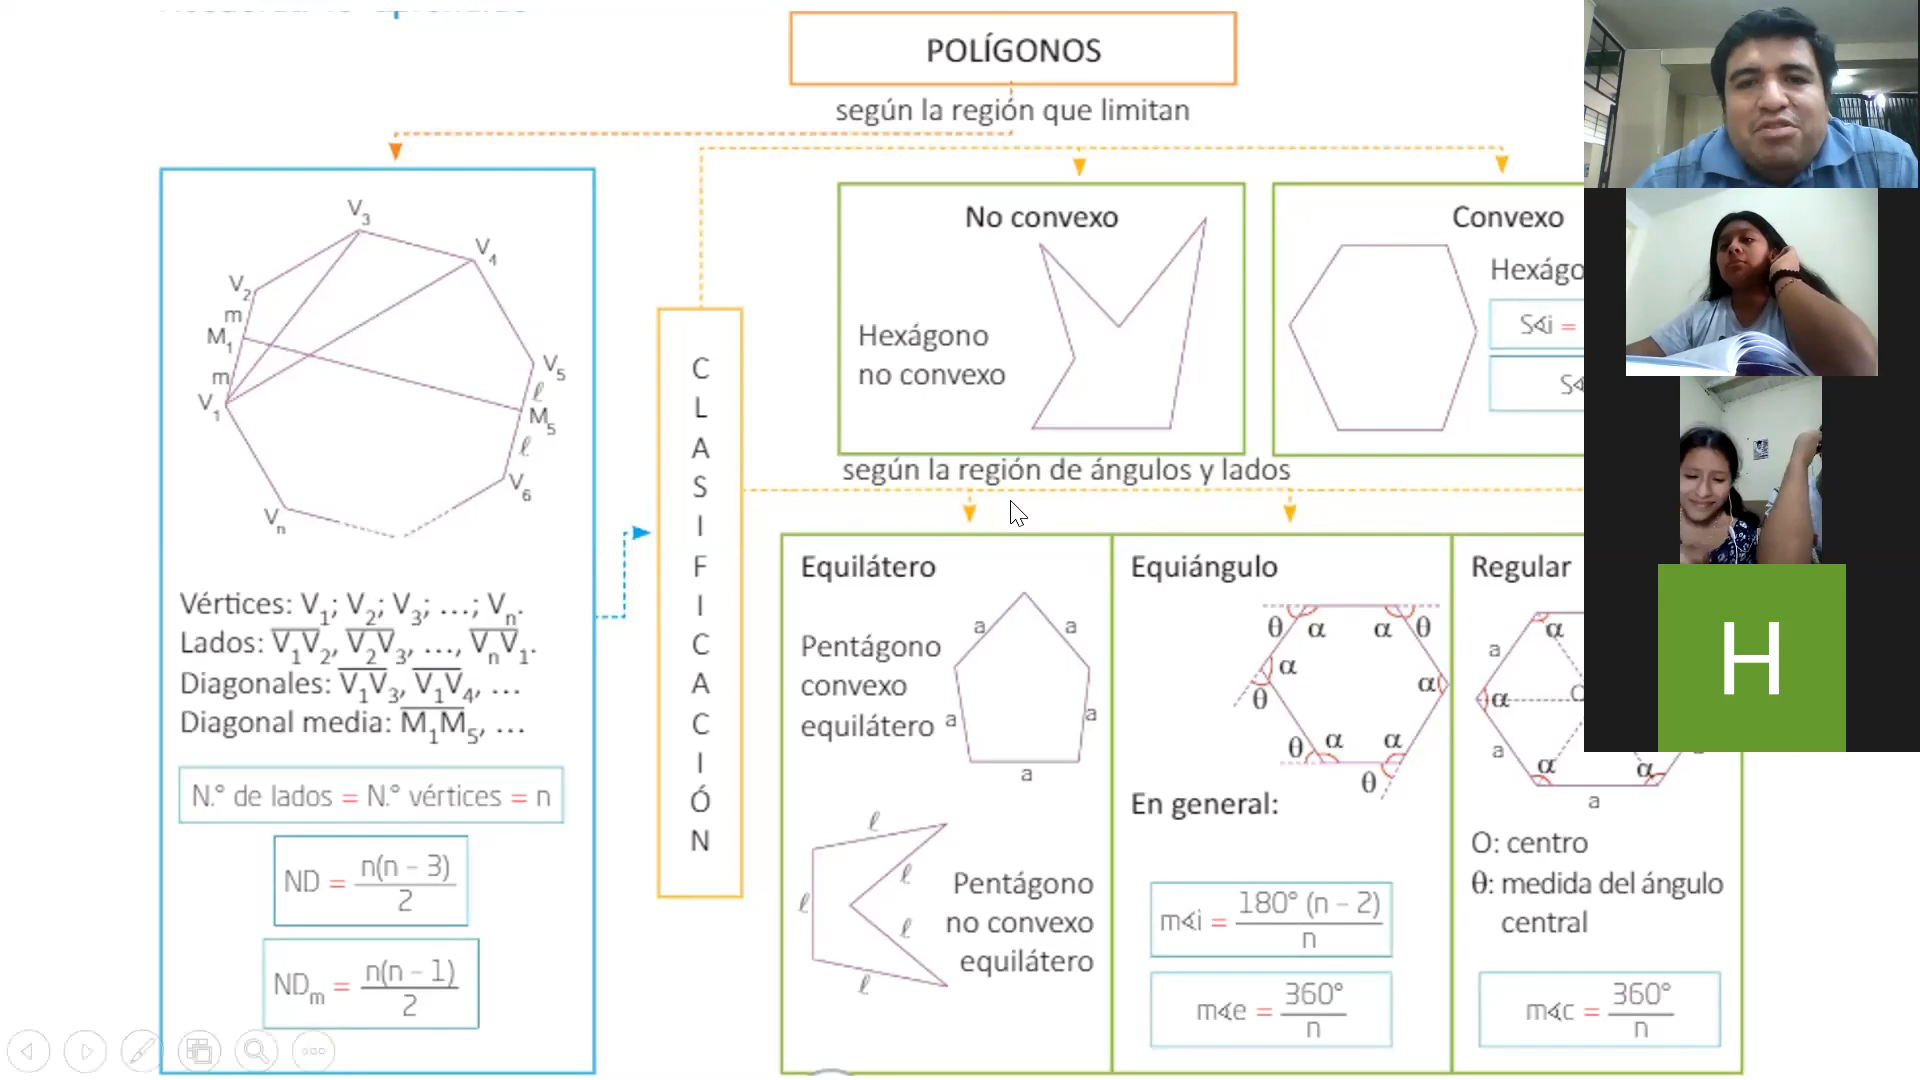 POLÍGONOS
según la región que limitan
V3
V4
V2
m
M1
m
V1
V5
ℓ
M5
ℓ
V6
Vn
Vértices: V1; V2; V3; ...; Vn.
Lados: V1V2, V2V3, ..., VnV1.
Diagonales: V1V3, V1V4, ...
Diagonal media: M1M5, ...
N.° de lados = N.° vértices = n
ND = n(n – 3)/2
NDm = n(n – 1)/2
CLASIFICACIÓN
No convexo
Hexágono
no convexo
Convexo
S∢i =
según la región de ángulos y lados
Equilátero
Pentágono
convexo
equilátero
a
a
a
a
a
ℓ
ℓ
ℓ
ℓ
ℓ
Pentágono
no convexo
equilátero
Equiángulo
θ α α θ
α
θ
α
θ α α
θ
En general:
m∢i = 180° (n – 2)/n
m∢e = 360°/n
Regular
α
a
α
a
α
α
a
O: centro
θ: medida del ángulo
central
m∢c = 360°/n
H